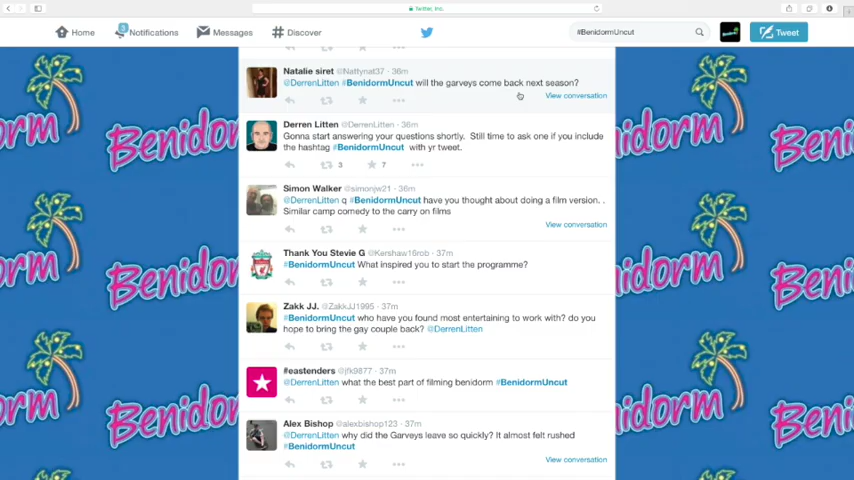 Twitter, Inc.
Home
3
Notifications
Messages
Discover
#BenidormUncut
Tweet
Natalie siret @Nattynat37 · 36m
@DerrenLitten #BenidormUncut will the garveys come back next season?
View conversation
Derren Litten @DerrenLitten · 36m
Gonna start answering your questions shortly. Still time to ask one if you include
the hashtag #BenidormUncut with yr tweet.
3
7
Simon Walker @simonjw21 · 36m
@DerrenLitten q #BenidormUncut have you thought about doing a film version. .
Similar camp comedy to the carry on films
View conversation
Thank You Stevie G @Kershaw16rob · 37m
#BenidormUncut What inspired you to start the programme?
Zakk JJ. @ZakkJJ1995 · 37m
#BenidormUncut who have you found most entertaining to work with? do you
hope to bring the gay couple back? @DerrenLitten
#eastenders @jfk9877 · 37m
@DerrenLitten what the best part of filming benidorm #BenidormUncut
Alex Bishop @alexbishop123 · 37m
@DerrenLitten why did the Garveys leave so quickly? It almost felt rushed
#BenidormUncut
View conversation
Benidorm
Benidorm
Benidorm